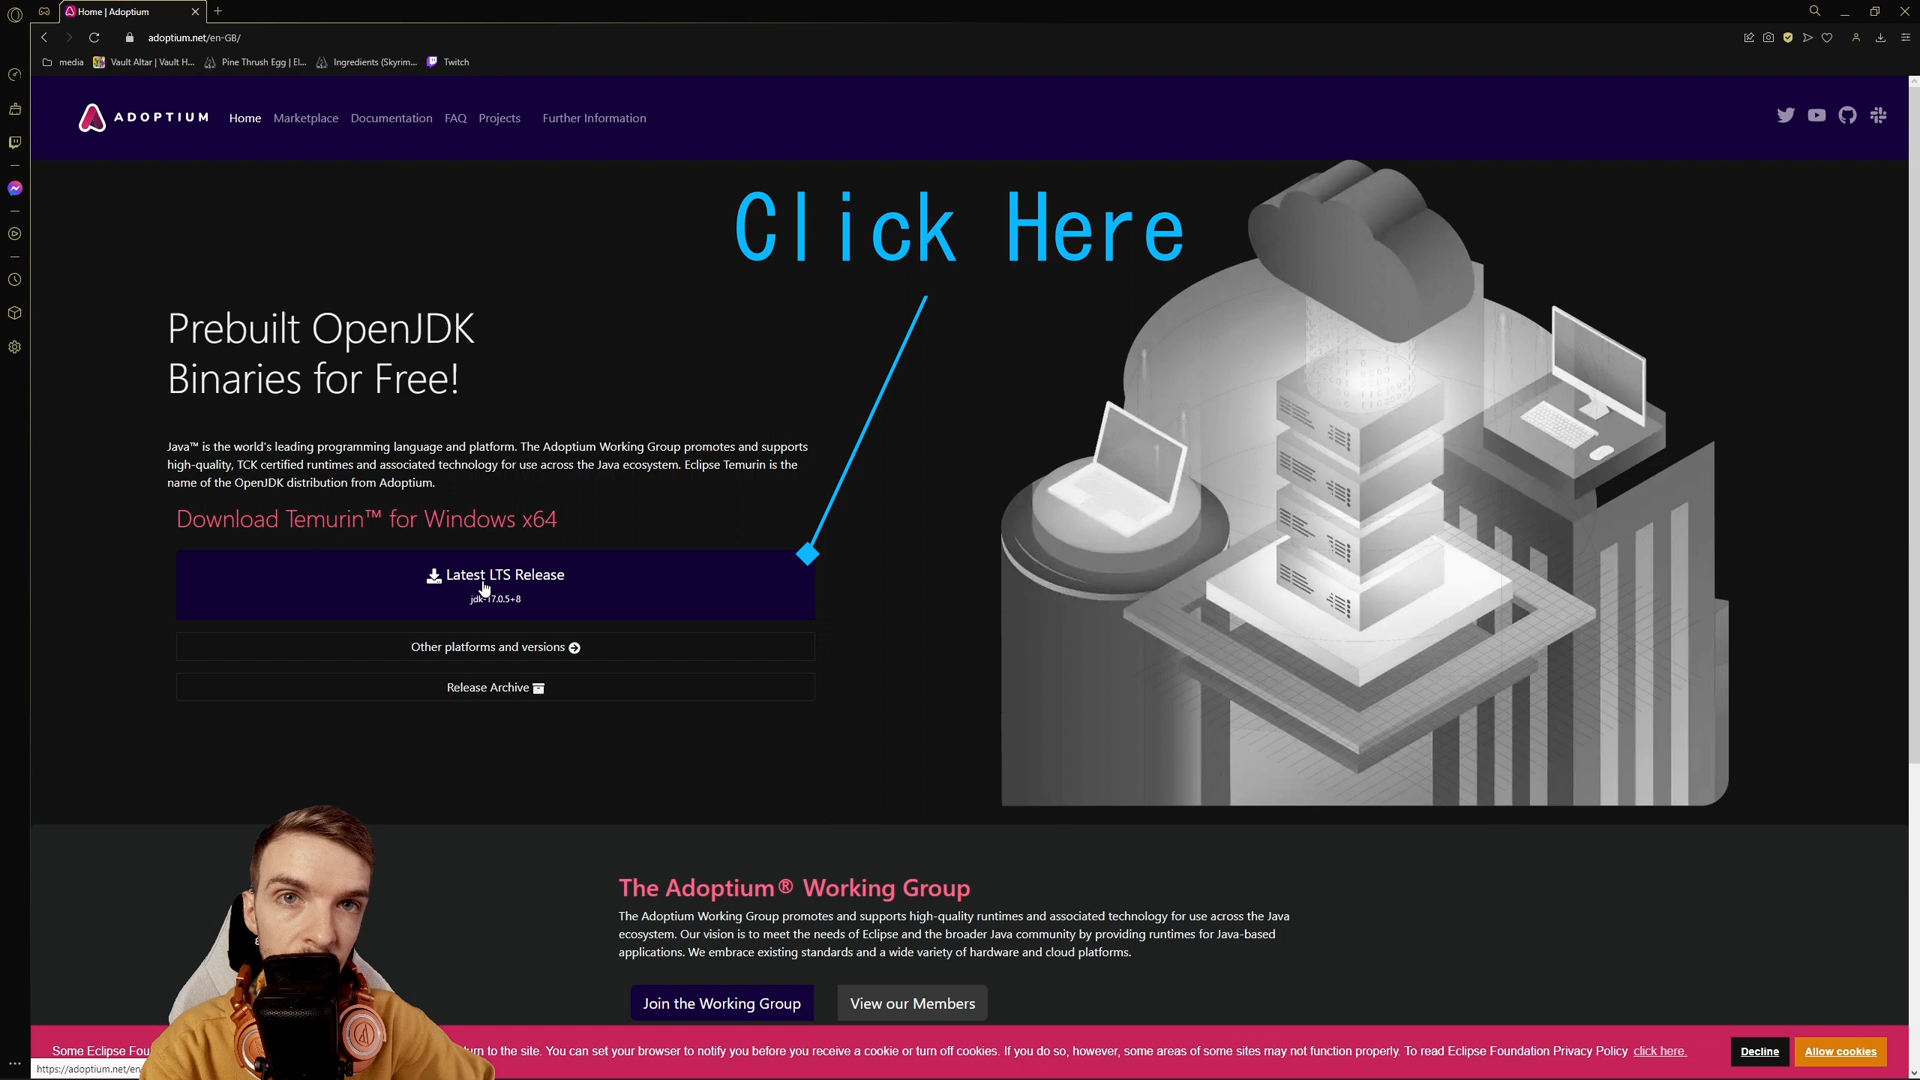 Home | Adoptium
adoptium.net/en-GB/
media
Vault Altar | Vault H...
Pine Thrush Egg | El...
Ingredients (Skyrim...
Twitch
ADOPTIUM
Home
Marketplace
Documentation
FAQ
Projects
Further Information
Click Here
Prebuilt OpenJDK
Binaries for Free!
Java™ is the world's leading programming language and platform. The Adoptium Working Group promotes and supports
high-quality, TCK certified runtimes and associated technology for use across the Java ecosystem. Eclipse Temurin is the
name of the OpenJDK distribution from Adoptium.
Download Temurin™ for Windows x64
Latest LTS Release
jdk-17.0.5+8
Other platforms and versions
Release Archive
The Adoptium® Working Group
The Adoptium Working Group promotes and supports high-quality runtimes and associated technology for use across the Java
ecosystem. Our vision is to meet the needs of Eclipse and the broader Java community by providing runtimes for Java-based
applications. We embrace existing standards and a wide variety of hardware and cloud platforms.
Join the Working Group
View our Members
Some Eclipse to the site. You can set your browser to notify you before you receive a cookie or turn off cookies. If you do so, however, some areas of some sites may not function properly. To read Eclipse Foundation Privacy Policy click here.
Decline
Allow cookies
https://adoptium.net/en